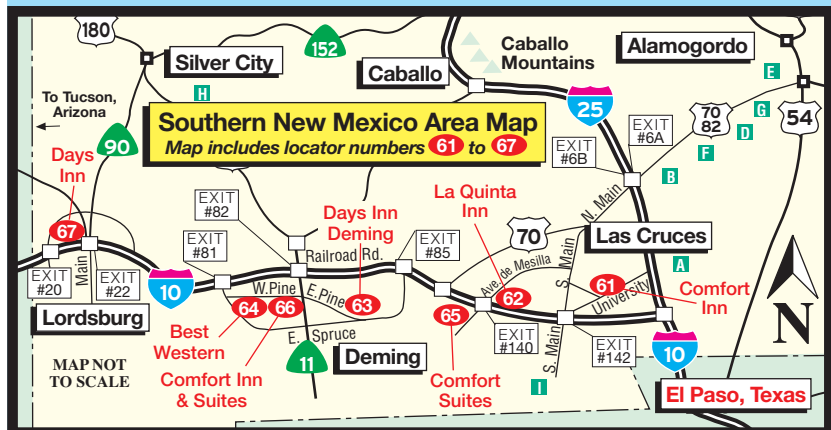 180
Silver City
152
Caballo
Caballo
Mountains
Alamogordo
H
E
G
D
F
B
A
I
To Tucson,
Arizona
90
Southern New Mexico Area Map
Map includes locator numbers 61 to 67
25
EXIT
#6B
EXIT
#6A
70
82
54
Days
Inn
67
EXIT
#20
Main
EXIT
#22
10
Lordsburg
EXIT
#81
EXIT
#82
Railroad Rd.
Days Inn
Deming
EXIT
#85
La Quinta
Inn
70
Ave. de Mesilla
N. Main
S. Main
Las Cruces
W.Pine
E.Pine
63
64
66
65
62
61
University
Comfort
Inn
Best
Western
Comfort Inn
& Suites
E. Spruce
11
Deming
Comfort
Suites
EXIT
#140
S. Main
EXIT
#142
10
N
El Paso, Texas
MAP NOT
TO SCALE